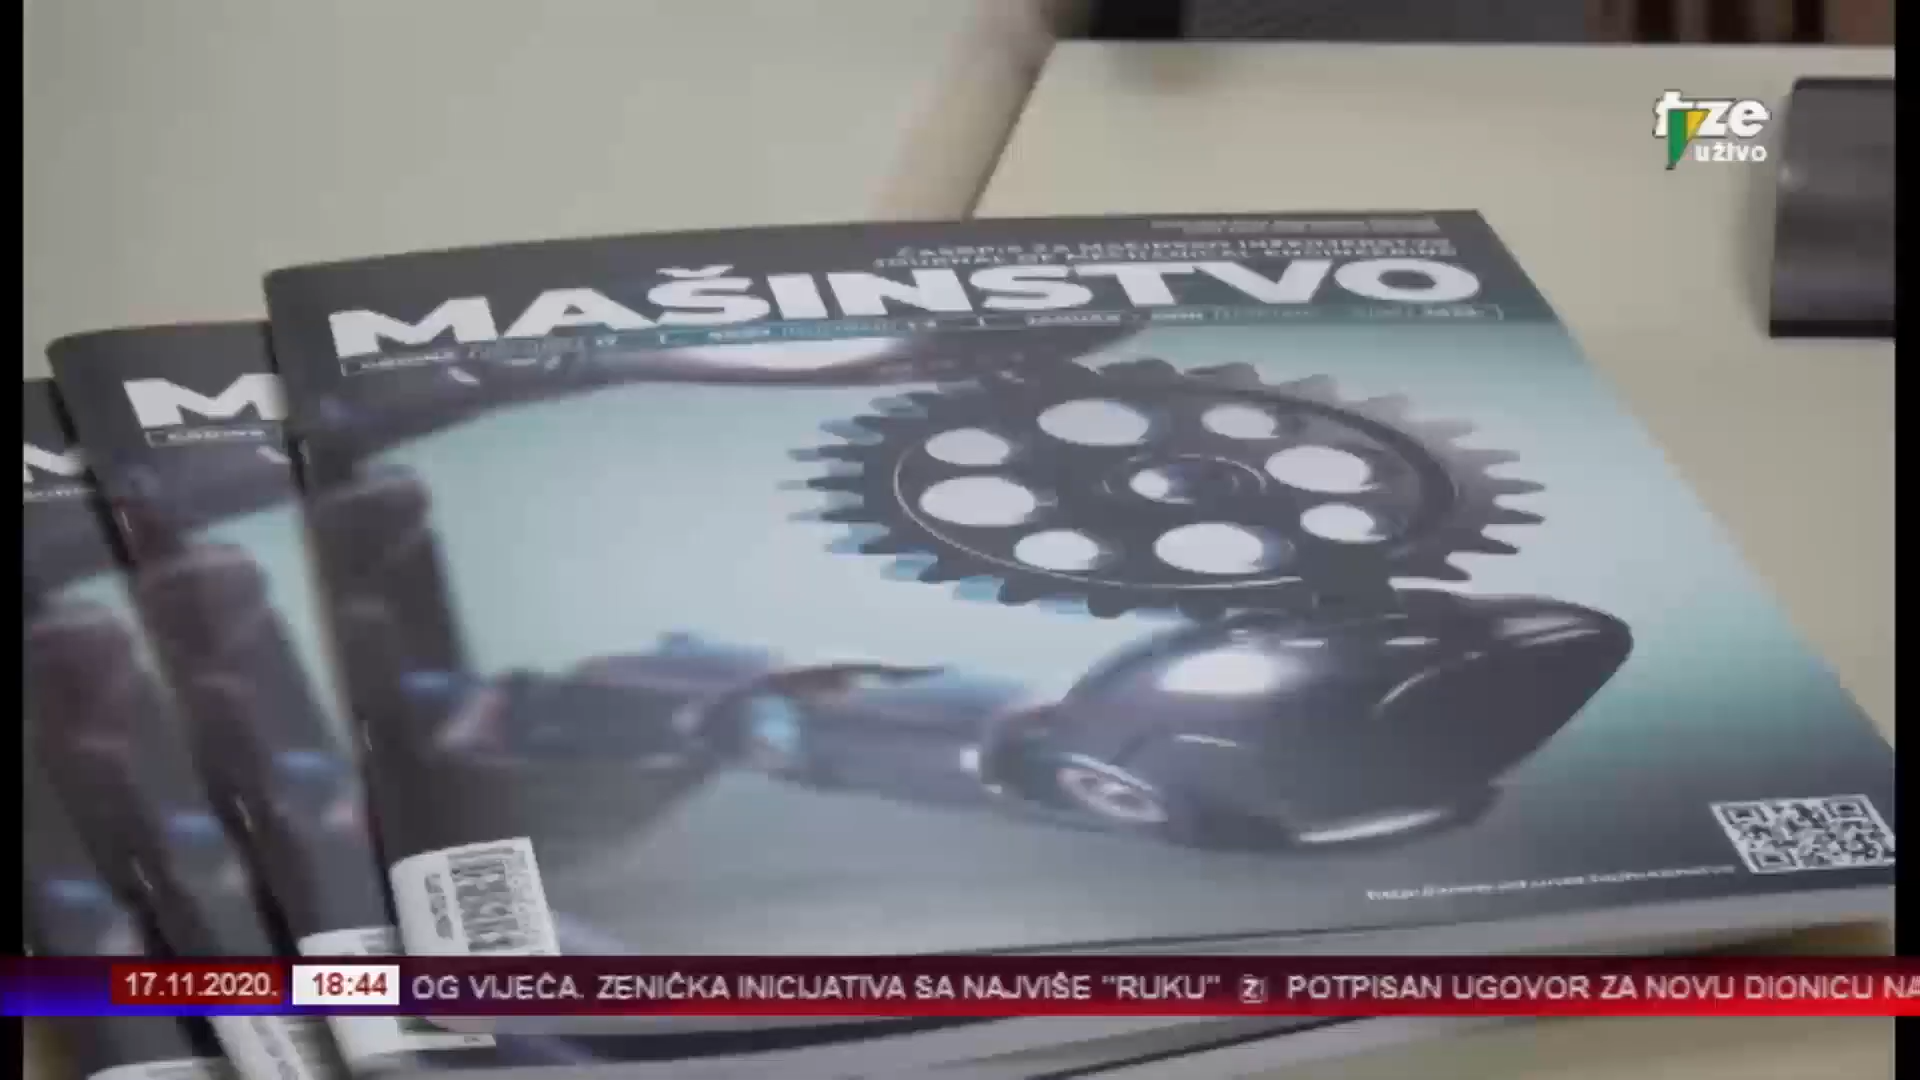 tze
uživo
ČASOPIS ZA MAŠINSKO INŽENJERSTVO
JOURNAL OF MECHANICAL ENGINEERING
MAŠINSTVO
M
17.11.2020. 18:44 OG VIJEĆA. ZENIČKA INICIJATIVA SA NAJVIŠE "RUKU" POTPISAN UGOVOR ZA NOVU DIONICU NA